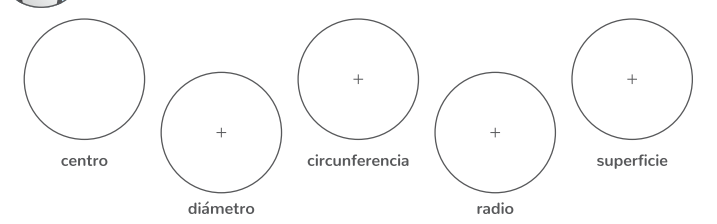 centro
diámetro
circunferencia
radio
superficie